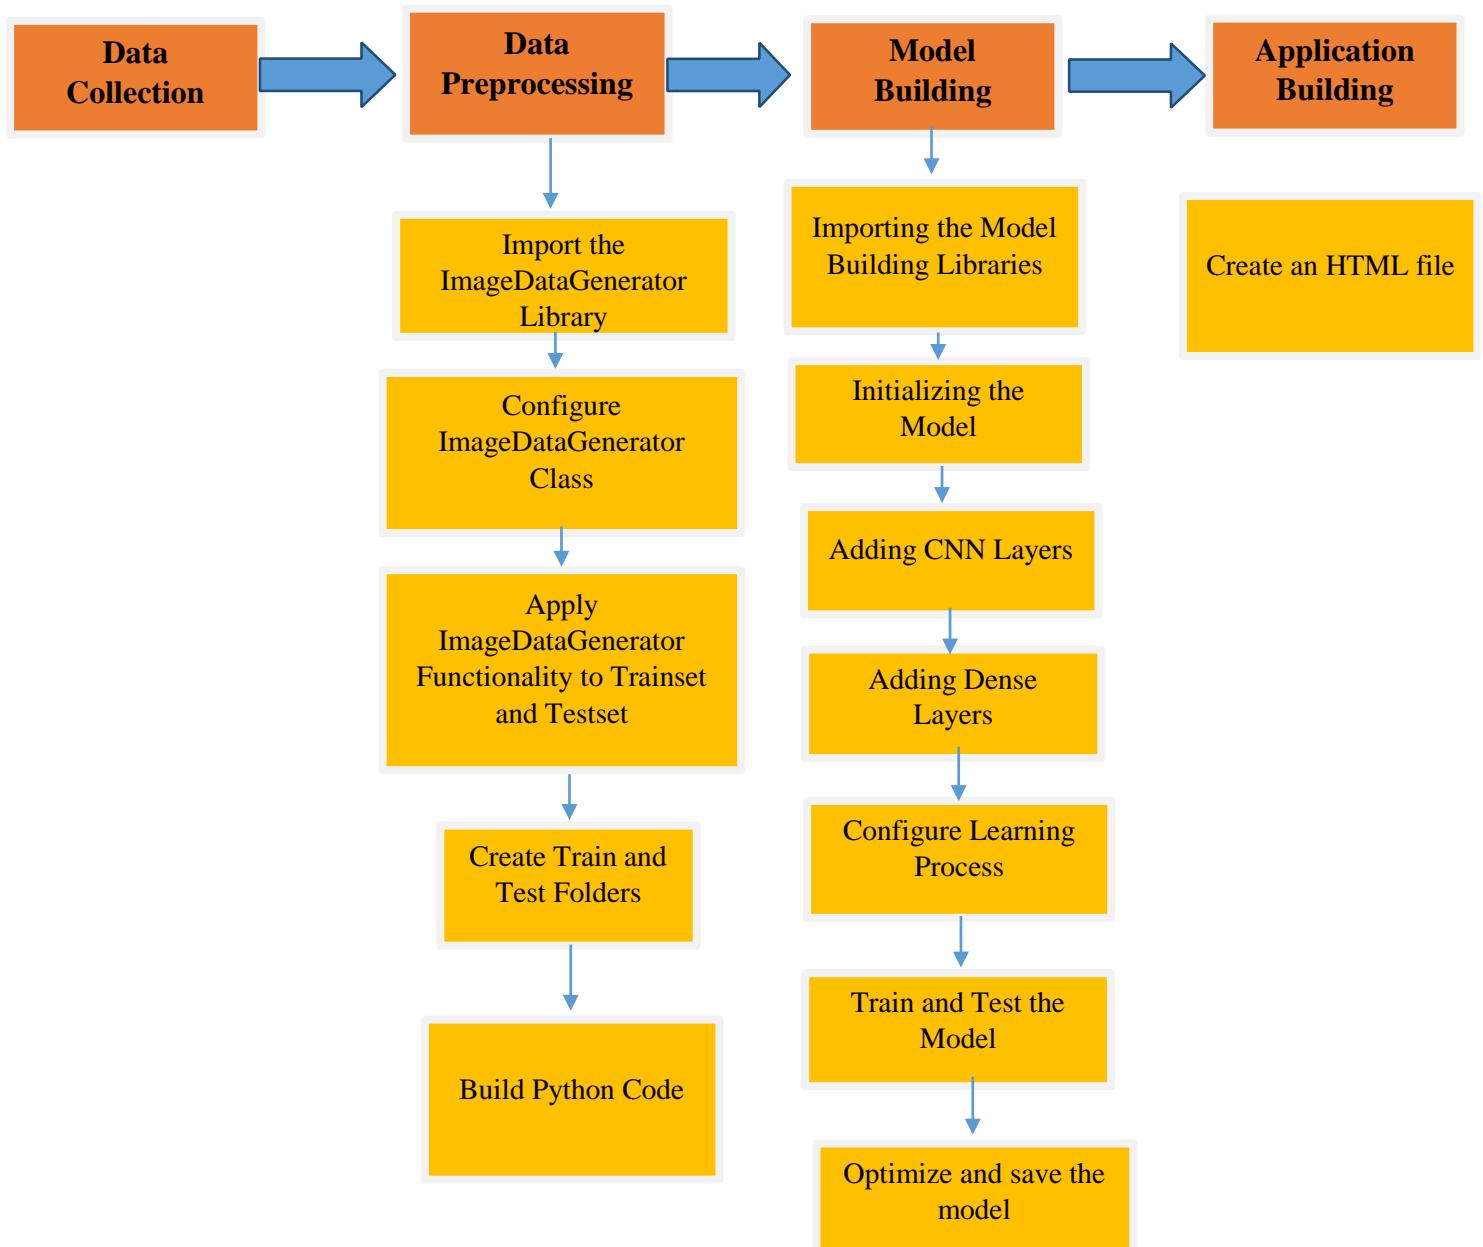 Data
Collection
Data
Preprocessing
Model
Building
Application
Building
Import the
ImageDataGenerator
Library
Configure
ImageDataGenerator
Class
Apply
ImageDataGenerator
Functionality to Trainset
and Testset
Create Train and
Test Folders
Build Python Code
Importing the Model
Building Libraries
Initializing the
Model
Adding CNN Layers
Adding Dense
Layers
Configure Learning
Process
Train and Test the
Model
Optimize and save the
model
Create an HTML file